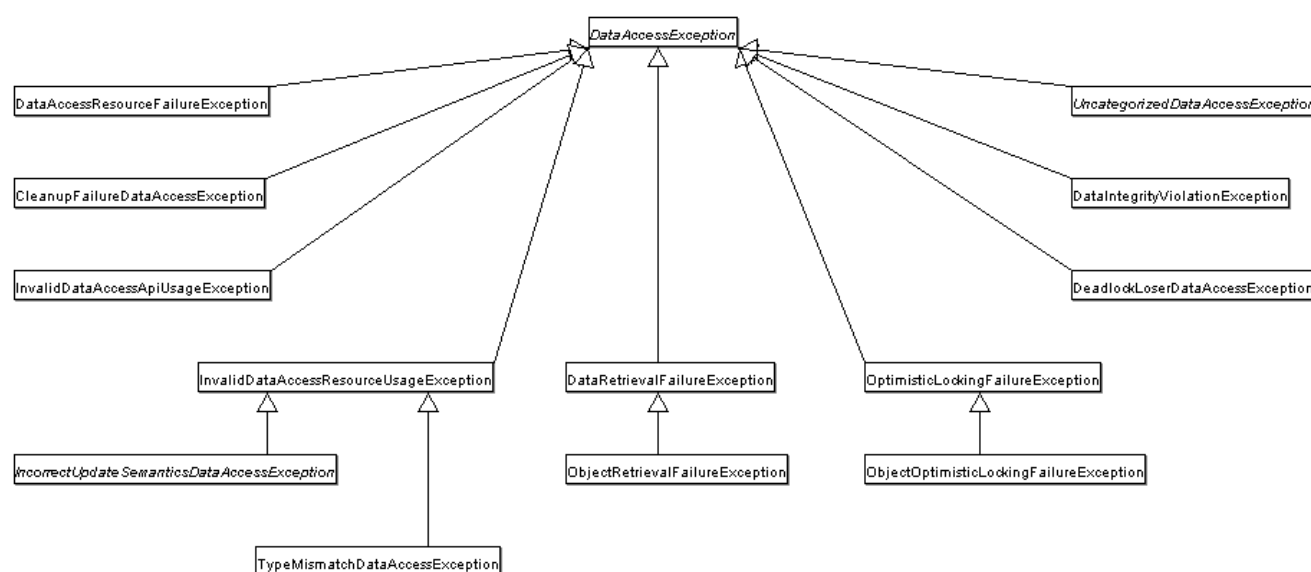 DataAccessException
DataAccessResourceFailureException
UncategorizedDataAccessException
CleanupFailureDataAccessException
DataIntegrityViolationException
InvalidDataAccessApiUsageException
DeadlockLoserDataAccessException
InvalidDataAccessResourceUsageException
DataRetrievalFailureException
OptimisticLockingFailureException
IncorrectUpdateSemanticsDataAccessException
ObjectRetrievalFailureException
ObjectOptimisticLockingFailureException
TypeMismatchDataAccessException